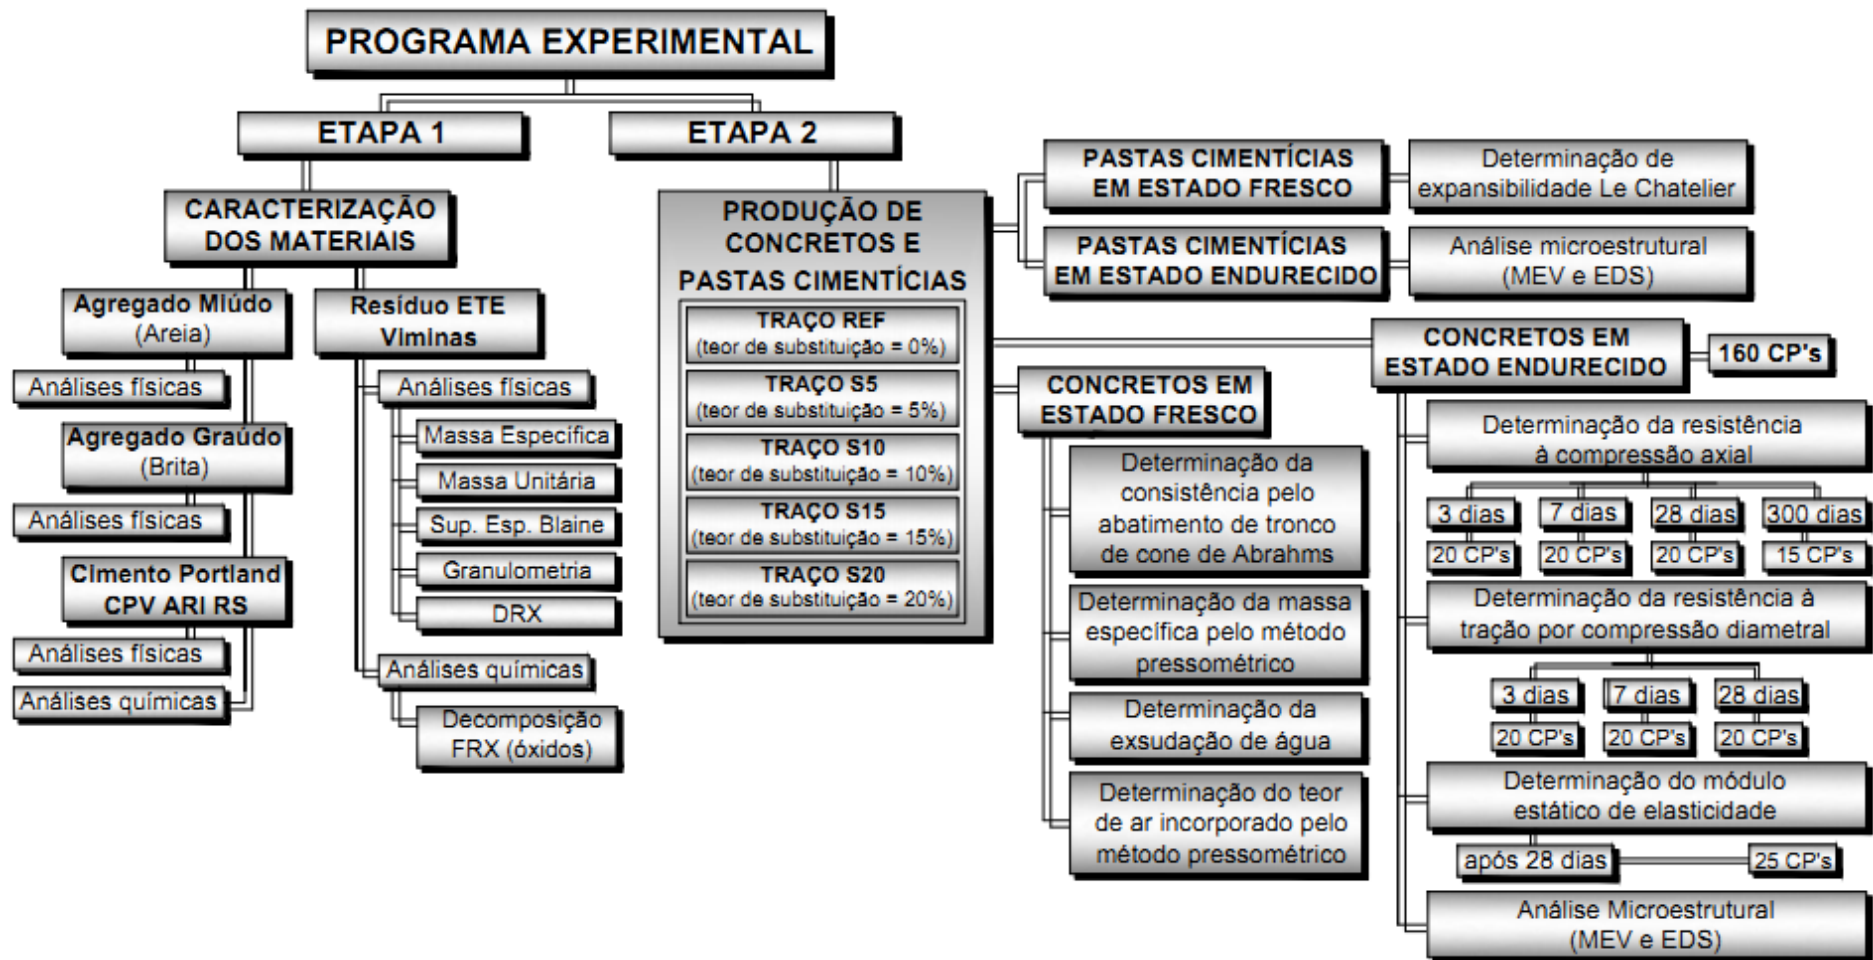 PROGRAMA EXPERIMENTAL
ETAPA 1
ETAPA 2
CARACTERIZAÇÃO
DOS MATERIAIS
Agregado Miúdo
(Areia)
Análises físicas
Agregado Graúdo
(Brita)
Análises físicas
Cimento Portland
CPV ARI RS
Análises físicas
Análises químicas
Resíduo ETE
Viminas
Análises físicas
Massa Específica
Massa Unitária
Sup. Esp. Blaine
Granulometria
DRX
Análises químicas
Decomposição
FRX (óxidos)
PRODUÇÃO DE
CONCRETOS E
PASTAS CIMENTÍCIAS
TRAÇO REF
(teor de substituição = 0%)
TRAÇO S5
(teor de substituição = 5%)
TRAÇO S10
(teor de substituição = 10%)
TRAÇO S15
(teor de substituição = 15%)
TRAÇO S20
(teor de substituição = 20%)
PASTAS CIMENTÍCIAS
EM ESTADO FRESCO
Determinação de
expansibilidade Le Chatelier
PASTAS CIMENTÍCIAS
EM ESTADO ENDURECIDO
Análise microestrutural
(MEV e EDS)
CONCRETOS EM
ESTADO FRESCO
Determinação da
consistência pelo
abatimento de tronco
de cone de Abrahms
Determinação da massa
específica pelo método
pressométrico
Determinação da
exsudação de água
Determinação do teor
de ar incorporado pelo
método pressométrico
CONCRETOS EM
ESTADO ENDURECIDO
160 CP's
Determinação da resistência
à compressão axial
3 dias
7 dias
28 dias
300 dias
20 CP's
20 CP's
20 CP's
15 CP's
Determinação da resistência à
tração por compressão diametral
3 dias
7 dias
28 dias
20 CP's
20 CP's
20 CP's
Determinação do módulo
estático de elasticidade
após 28 dias
25 CP's
Análise Microestrutural
(MEV e EDS)